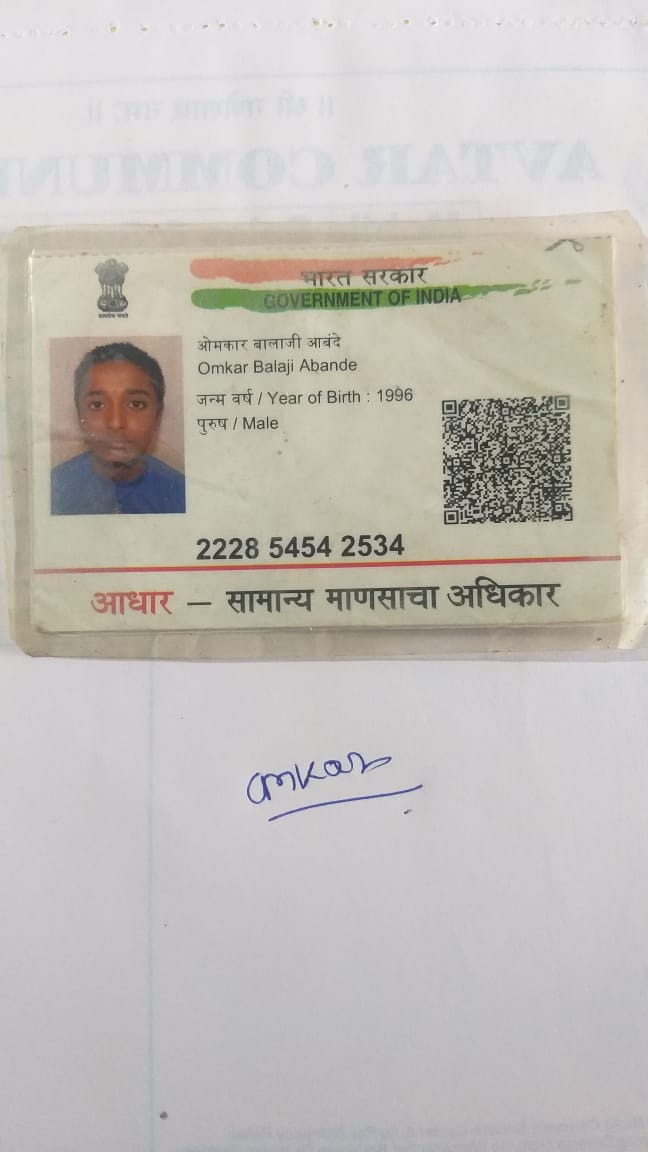 || श्री गणेशाय नमः ||
AVTAR COMMUNI
भारत सरकार
GOVERNMENT OF INDIA
सत्यमेव जयते
ओमकार बालाजी आबंदे
Omkar Balaji Abande
जन्म वर्ष / Year of Birth : 1996
पुरुष / Male
2228 5454 2534
आधार — सामान्य माणसाचा अधिकार
Omkar